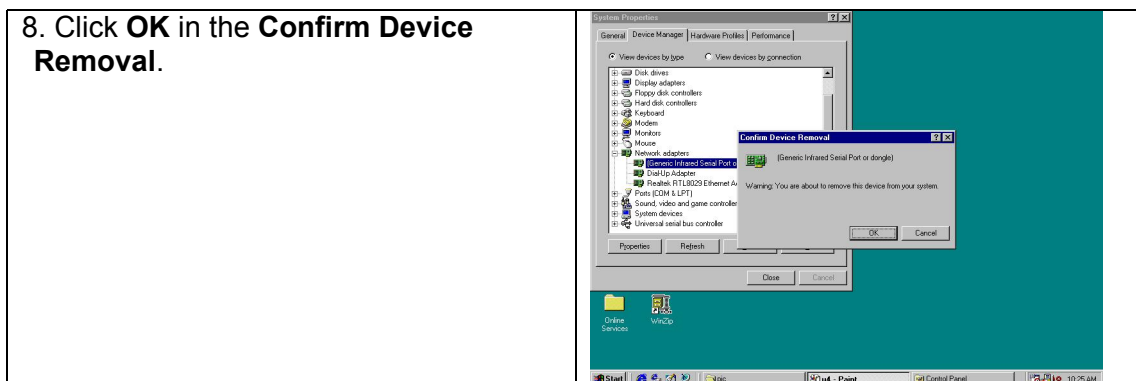 8. Click OK in the Confirm Device
Removal.
System Properties
General
Device Manager
Hardware Profiles
Performance
View devices by type
View devices by connection
Disk drives
Display adapters
Floppy disk controllers
Hard disk controllers
Keyboard
Modem
Monitors
Mouse
Network adapters
(Generic Infrared Serial Port o
Dial-Up Adapter
Realtek RTL8029 Ethernet A
Ports (COM & LPT)
Sound, video and game controller
System devices
Universal serial bus controller
Properties
Refresh
Close
Cancel
Confirm Device Removal
(Generic Infrared Serial Port or dongle)
Warning: You are about to remove this device from your system.
OK
Cancel
Online
Services
WinZip
Start
pic
u4 - Paint
Control Panel
10:25 AM